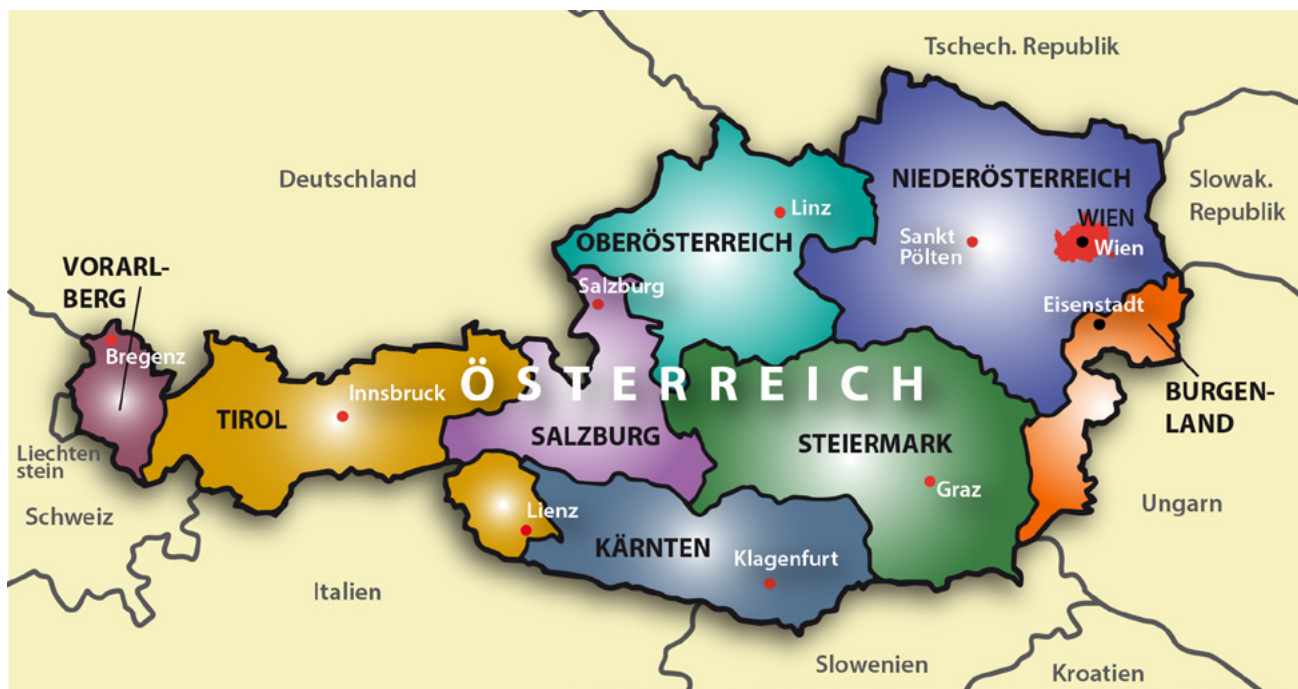 Tschech. Republik
Deutschland
NIEDERÖSTERREICH
Slowak.
Republik
Linz
WIEN
OBERÖSTERREICH
Sankt
Pölten
Wien
VORARL-
BERG
Salzburg
Eisenstadt
Bregenz
Innsbruck
ÖSTERREICH
BURGEN-
LAND
TIROL
SALZBURG
STEIERMARK
Liechten
stein
Graz
Schweiz
Lienz
Ungarn
KÄRNTEN
Klagenfurt
Italien
Slowenien
Kroatien